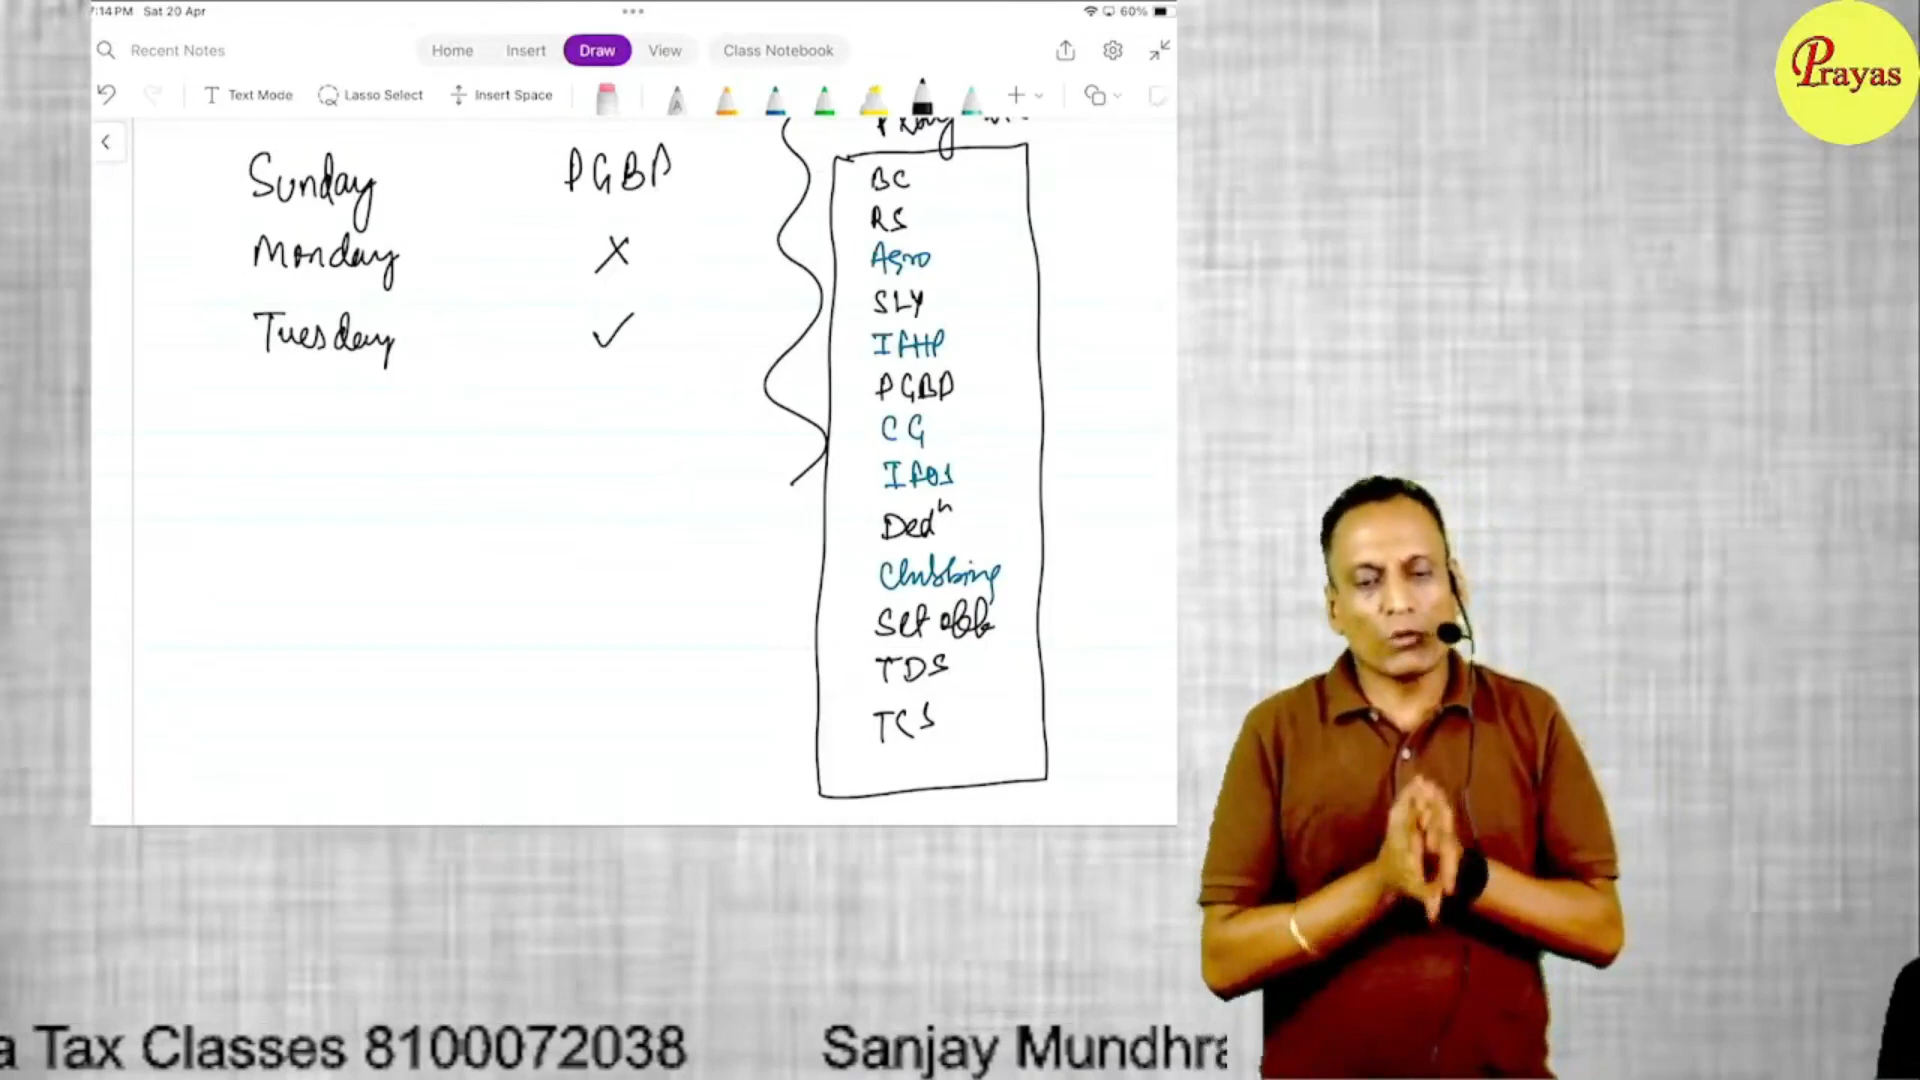 7:14 PM Sat 20 Apr
60%
Recent Notes
Home Insert Draw View Class Notebook
Text Mode Lasso Select Insert Space
Sunday PGBP
Monday X
Tuesday ✓
BC
RS
Agro
SLY
IFHP
PGBP
CG
IFOS
Dedn
Clubbing
Set off
TDS
TCS
Prayas
a Tax Classes 8100072038 Sanjay Mundhra